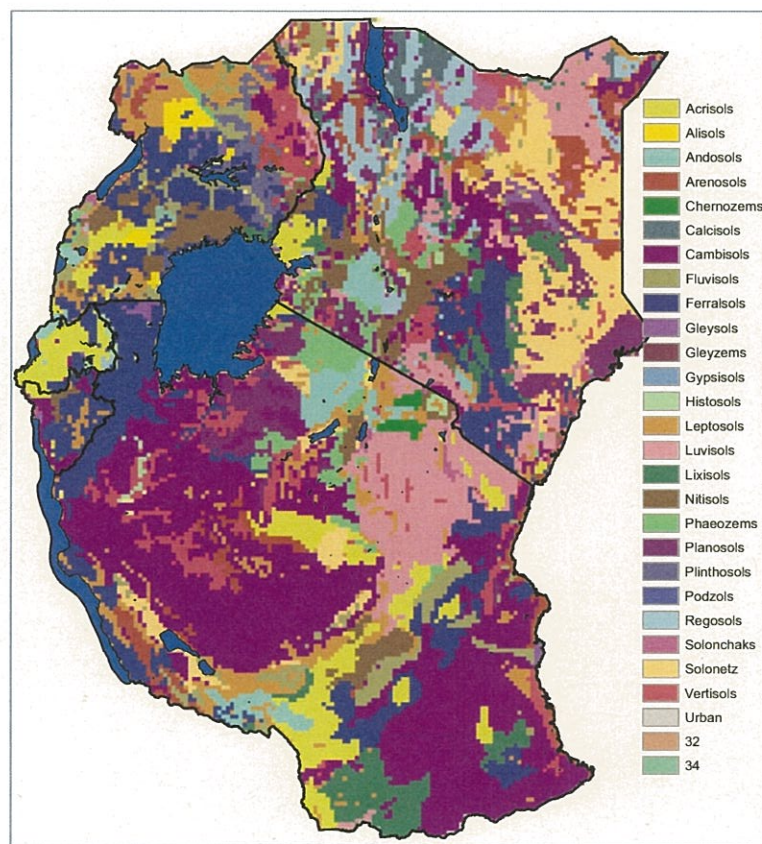 Acrisols
Alisols
Andosols
Arenosols
Chernozems
Calcisols
Cambisols
Fluvisols
Ferralsols
Gleysols
Gleyzems
Gypsisols
Histosols
Leptosols
Luvisols
Lixisols
Nitisols
Phaeozems
Planosols
Plinthosols
Podzols
Regosols
Solonchaks
Solonetz
Vertisols
Urban
32
34